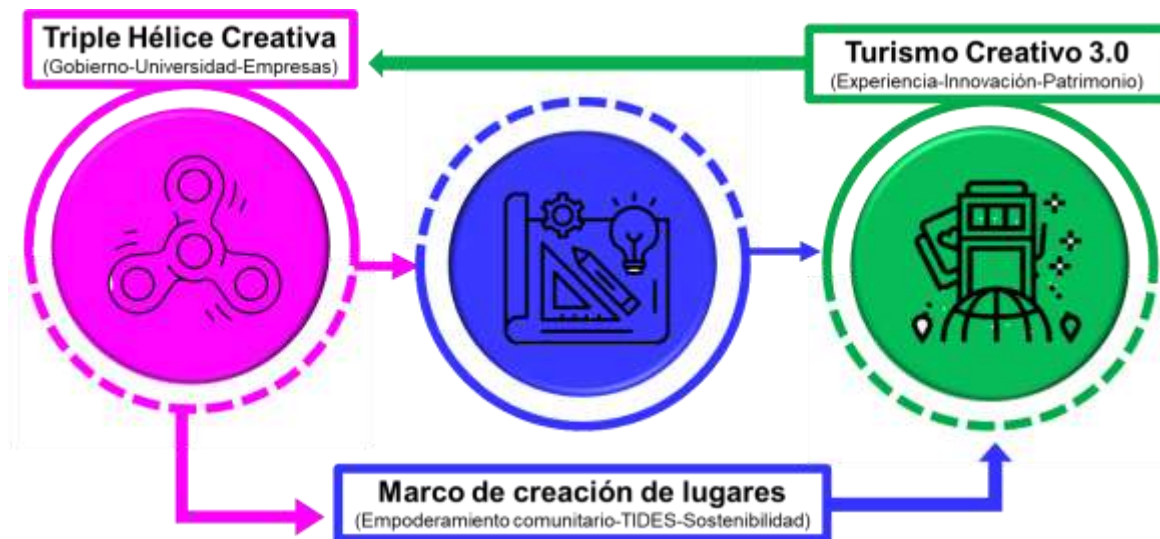 Triple Hélice Creativa
(Gobierno-Universidad-Empresas)
Turismo Creativo 3.0
(Experiencia-Innovación-Patrimonio)
Marco de creación de lugares
(Empoderamiento comunitario-TIDES-Sostenibilidad)